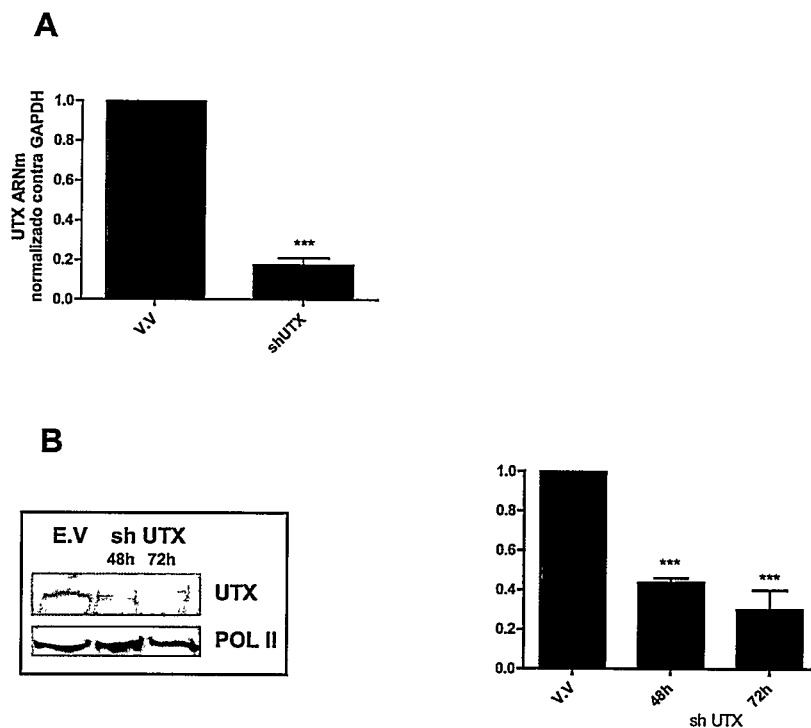 A
UTX ARNm
normalizado contra GAPDH
1.0
0.8
0.6
0.4
0.2
0.0
***
V.V
shUTX
B
E.V sh UTX
48h 72h
UTX
POL II
1.0
0.8
0.6
0.4
0.2
0.0
***
***
V.V
48h
72h
sh UTX